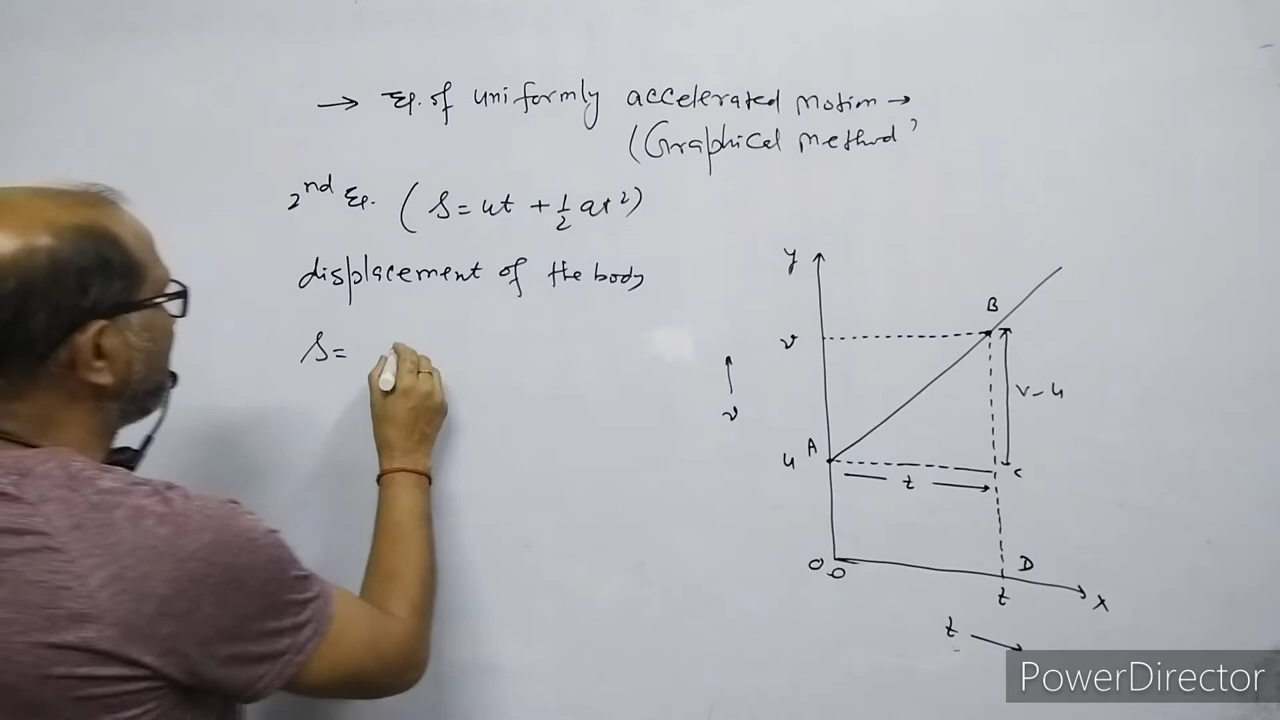 → Eq. of uniformly accelerated motion →
(Graphical method)
2nd Eq. (S = ut + 1/2 at²)
displacement of the body
S =
y
B
v
v - u
v
A
u
C
t
O
O
D
t
X
t
PowerDirector